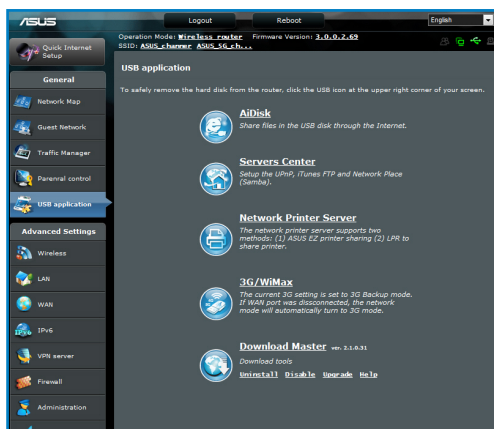 ASUS
Logout
Reboot
English
Operation Mode: Wireless router Firmware Version: 3.0.0.2.69
SSID: ASUS_channer ASUS_5G_ch...
Quick Internet
Setup
General
Network Map
Guest Network
Traffic Manager
Parenral control
USB application
Advanced Settings
Wireless
LAN
WAN
IPv6
VPN server
Firewall
Administration
USB application
To safely remove the hard disk from the router, click the USB icon at the upper right corner of your screen.
AiDisk
Share files in the USB disk through the Internet.
Servers Center
Setup the UPnP, iTunes FTP and Network Place
(Samba).
Network Printer Server
The network printer server supports two
methods: (1) ASUS EZ printer sharing (2) LPR to
share printer.
3G/WiMax
The current 3G setting is set to 3G Backup mode.
If WAN port was dissconnected, the network
mode will automatically turn to 3G mode.
Download Master ver. 2.1.0.31
Download tools
Uninstall Disable Upgrade Help